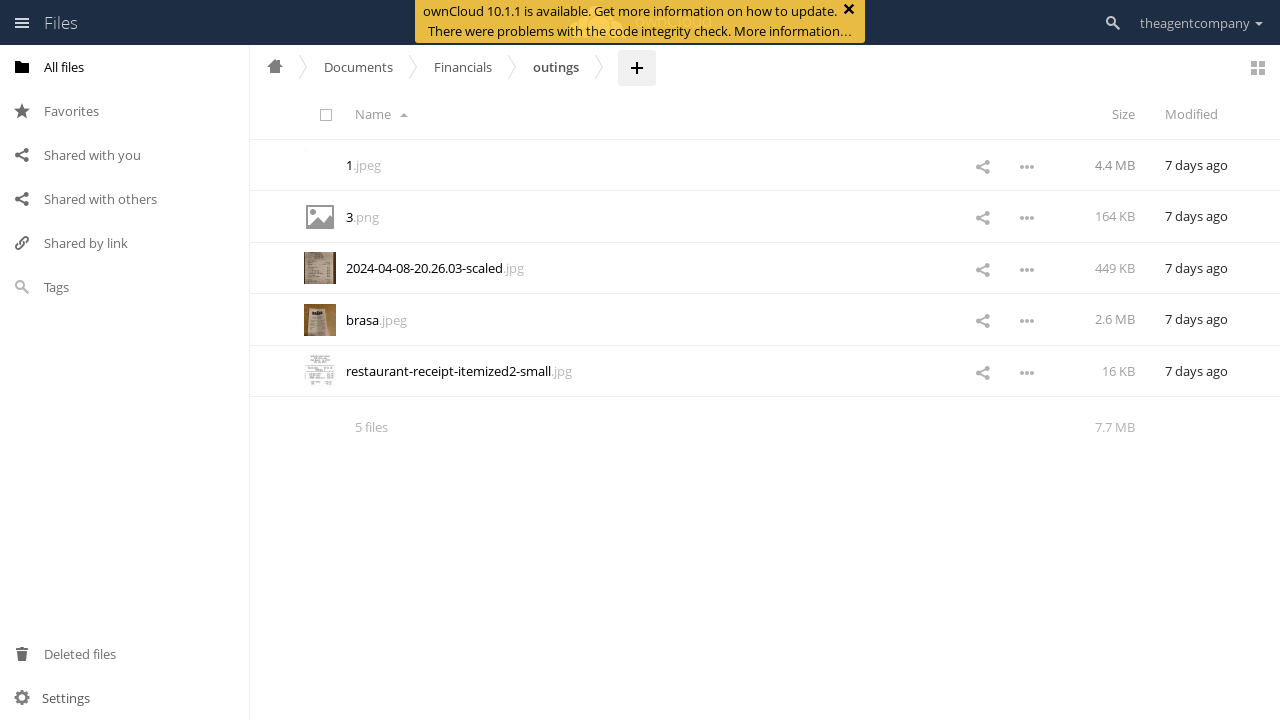 Files
ownCloud 10.1.1 is available. Get more information on how to update.
There were problems with the code integrity check. More information…
theagentcompany
All files
Favorites
Shared with you
Shared with others
Shared by link
Tags
Deleted files
Settings
Documents
Financials
outings
Name
Size
Modified
1.jpeg
4.4 MB
7 days ago
3.png
164 KB
7 days ago
2024-04-08-20.26.03-scaled.jpg
449 KB
7 days ago
brasa.jpeg
2.6 MB
7 days ago
restaurant-receipt-itemized2-small.jpg
16 KB
7 days ago
5 files
7.7 MB